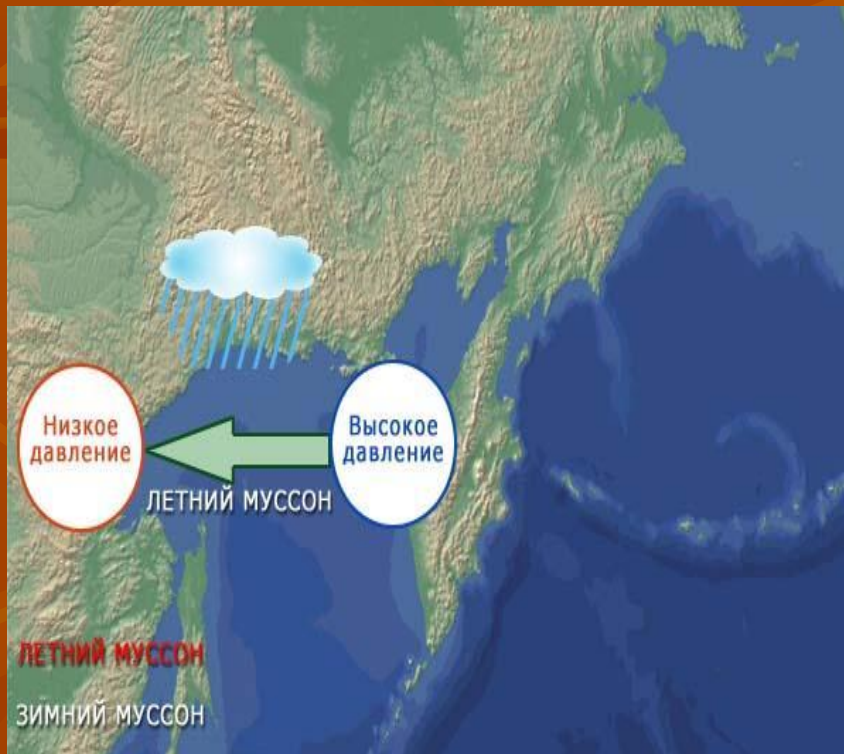 Низкое
давление
Высокое
давление
ЛЕТНИЙ МУССОН
ЛЕТНИЙ МУССОН
ЗИМНИЙ МУССОН